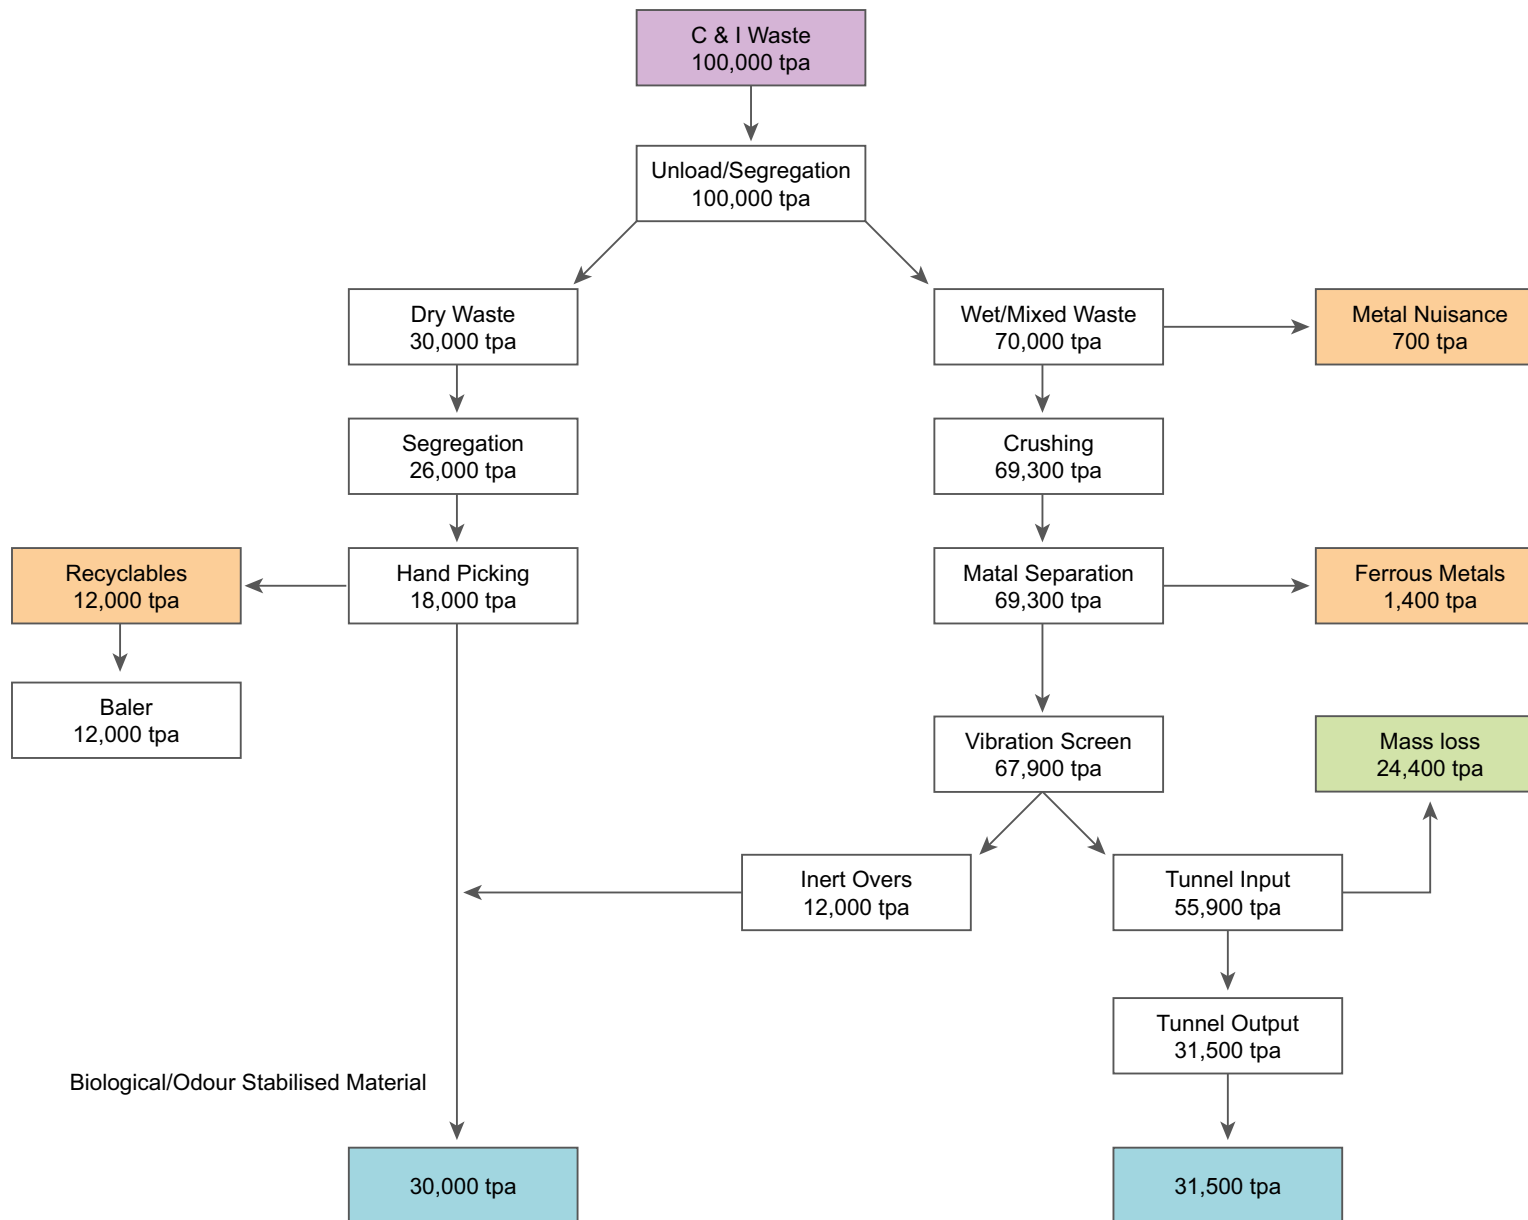 C & I Waste
100,000 tpa
Unload/Segregation
100,000 tpa
Dry Waste
30,000 tpa
Wet/Mixed Waste
70,000 tpa
Metal Nuisance
700 tpa
Segregation
26,000 tpa
Crushing
69,300 tpa
Recyclables
12,000 tpa
Hand Picking
18,000 tpa
Matal Separation
69,300 tpa
Ferrous Metals
1,400 tpa
Baler
12,000 tpa
Vibration Screen
67,900 tpa
Mass loss
24,400 tpa
Inert Overs
12,000 tpa
Tunnel Input
55,900 tpa
Tunnel Output
31,500 tpa
Biological/Odour Stabilised Material
30,000 tpa
31,500 tpa